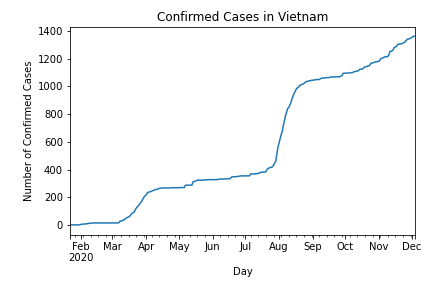 Confirmed Cases in Vietnam
Number of Confirmed Cases
1400
1200
1000
800
600
400
200
0
Feb Mar Apr May Jun Jul Aug Sep Oct Nov Dec
2020
Day